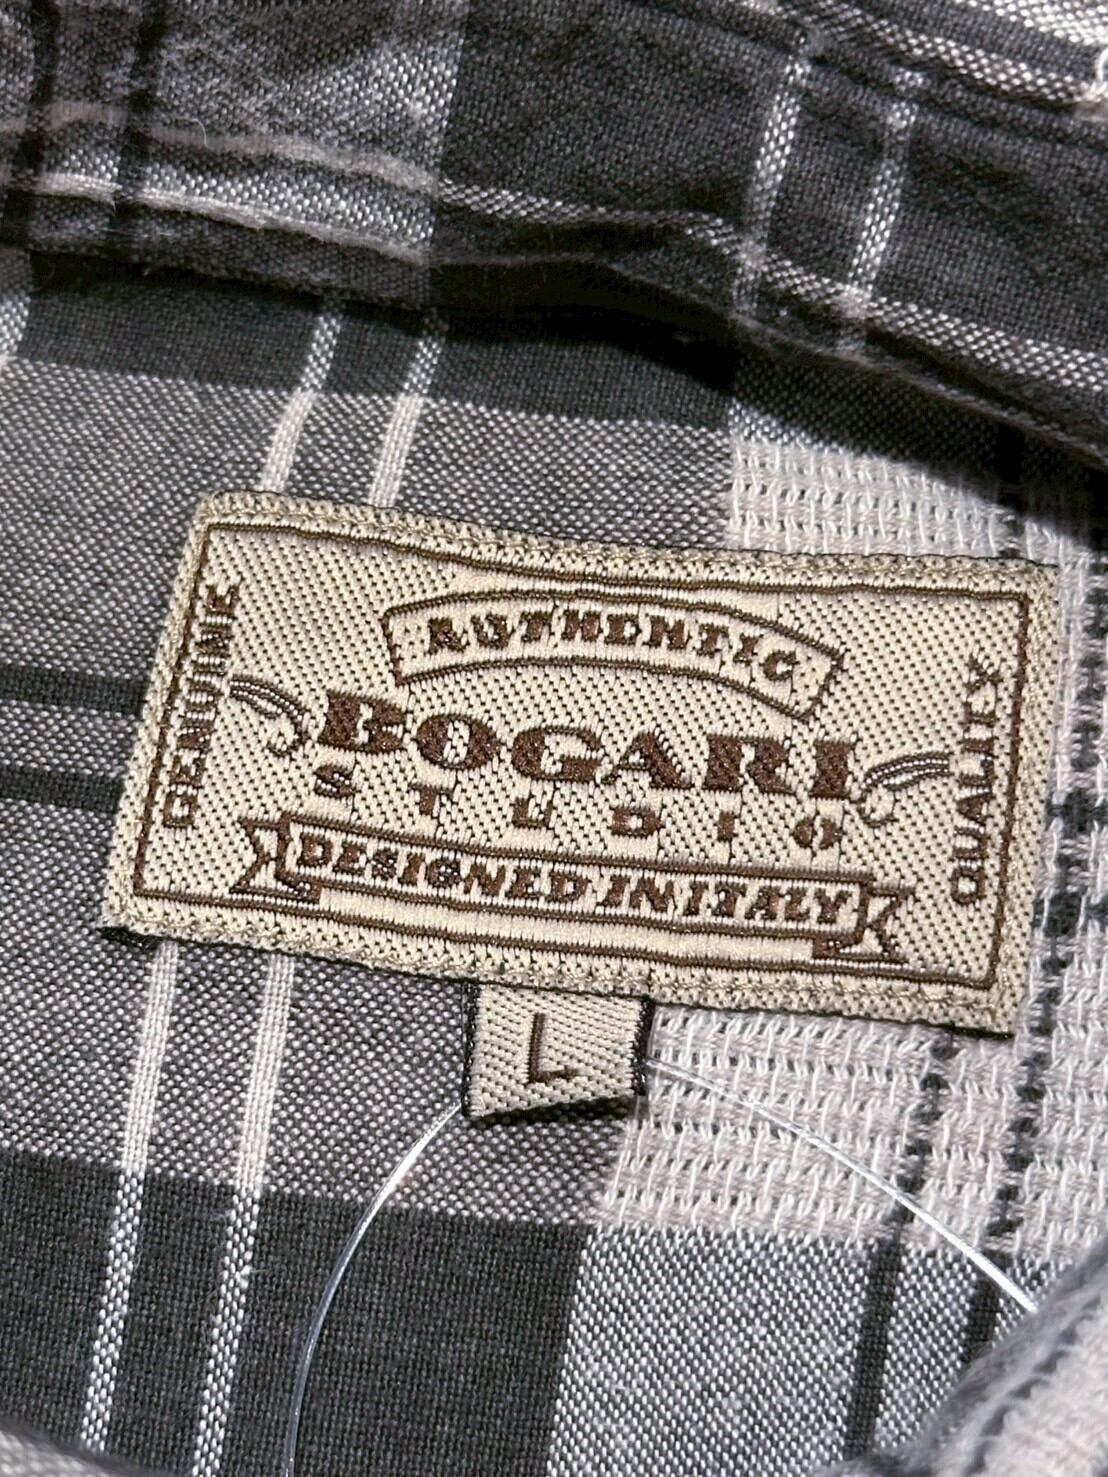 AUTHENTIC
GENUINE
BOGARI
STUDIO
QUALITY
DESIGNED IN ITALY
L